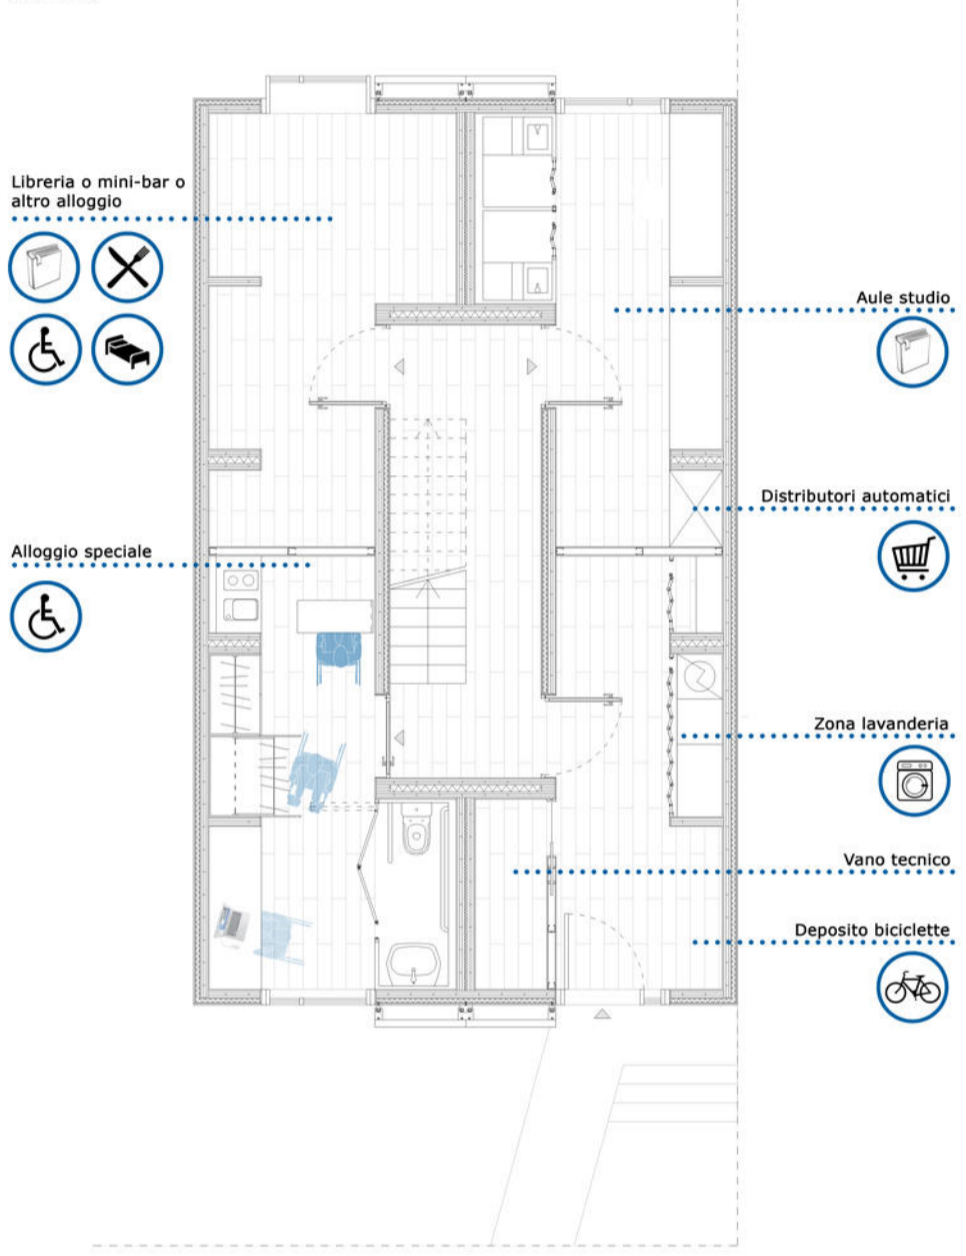 Libreria o mini-bar o
altro alloggio
Aule studio
Distributori automatici
Alloggio speciale
Zona lavanderia
Vano tecnico
Deposito biciclette